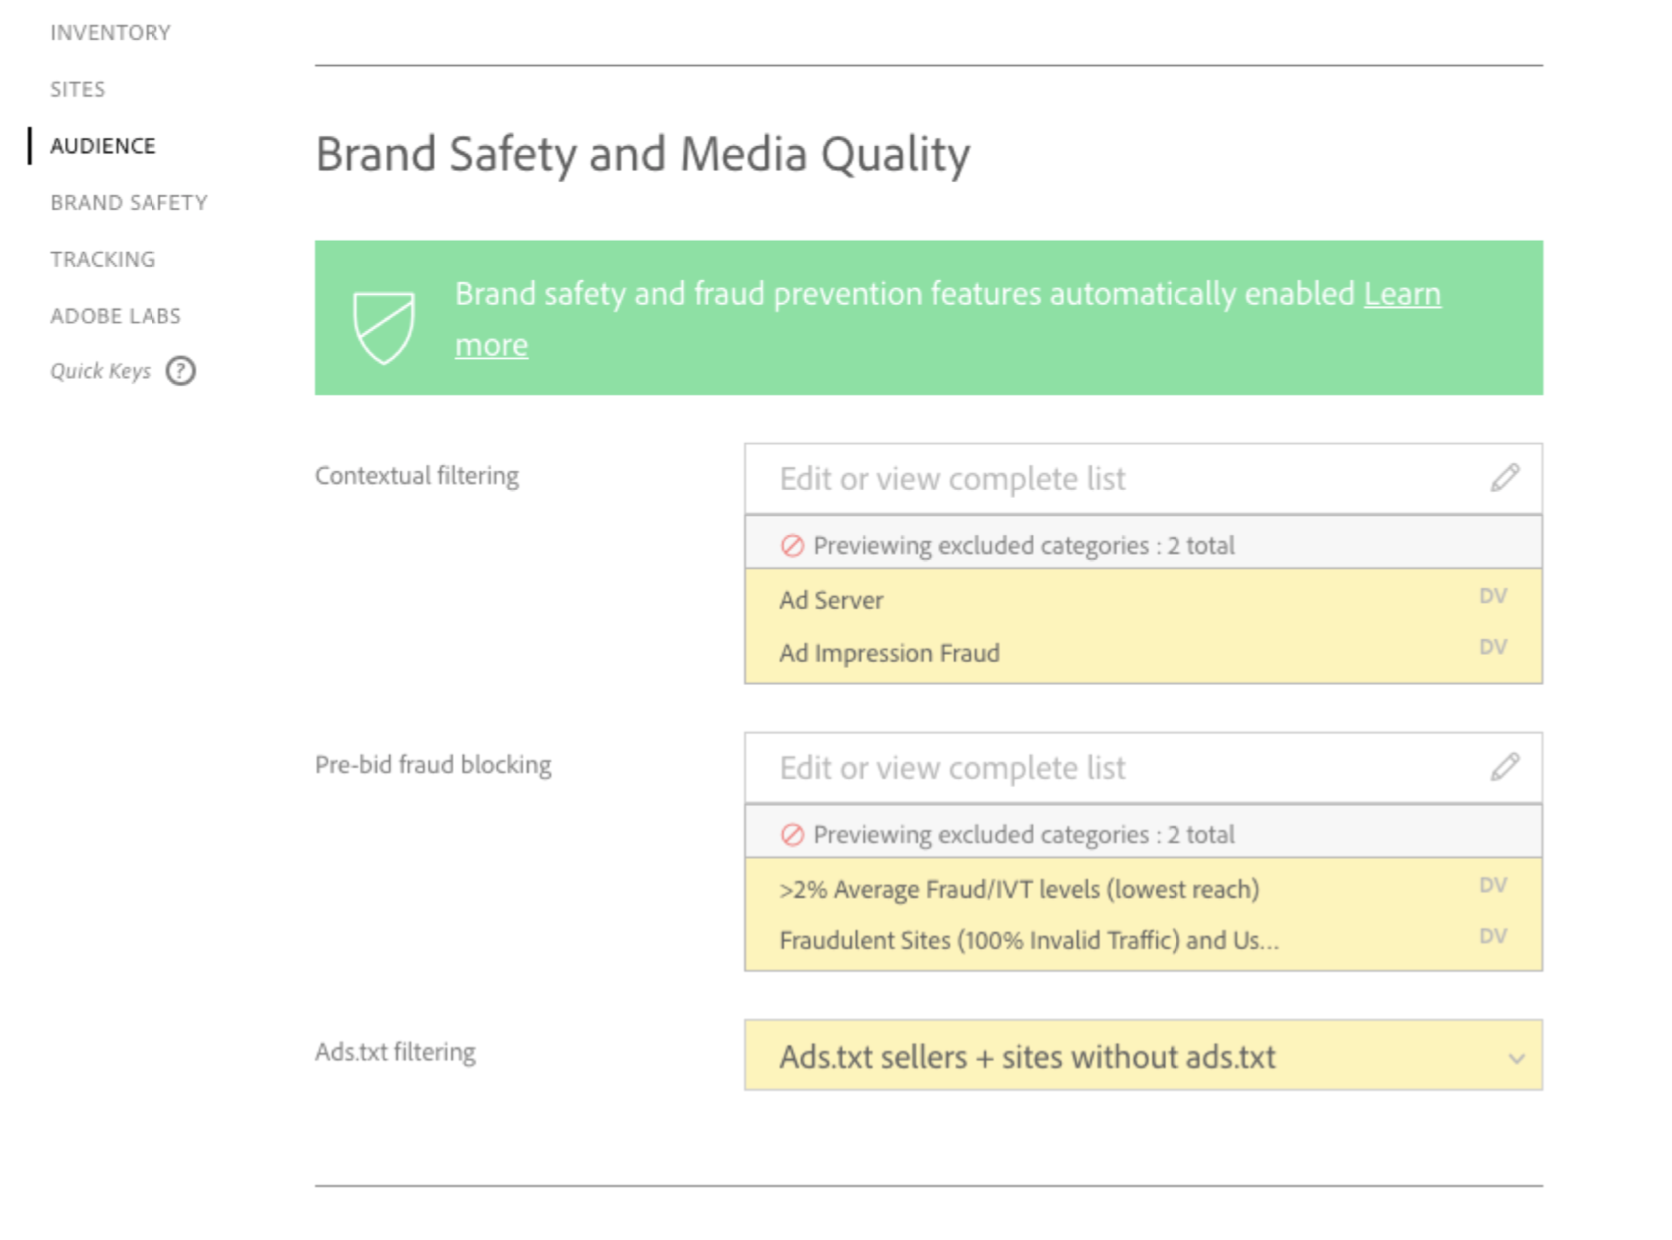 INVENTORY
SITES
AUDIENCE
BRAND SAFETY
TRACKING
ADOBE LABS
Quick Keys ?
Brand Safety and Media Quality
Brand safety and fraud prevention features automatically enabled Learn
more
Contextual filtering
Edit or view complete list
Previewing excluded categories : 2 total
Ad Server DV
Ad Impression Fraud DV
Pre-bid fraud blocking
Edit or view complete list
Previewing excluded categories : 2 total
>2% Average Fraud/IVT levels (lowest reach) DV
Fraudulent Sites (100% Invalid Traffic) and Us... DV
Ads.txt filtering
Ads.txt sellers + sites without ads.txt